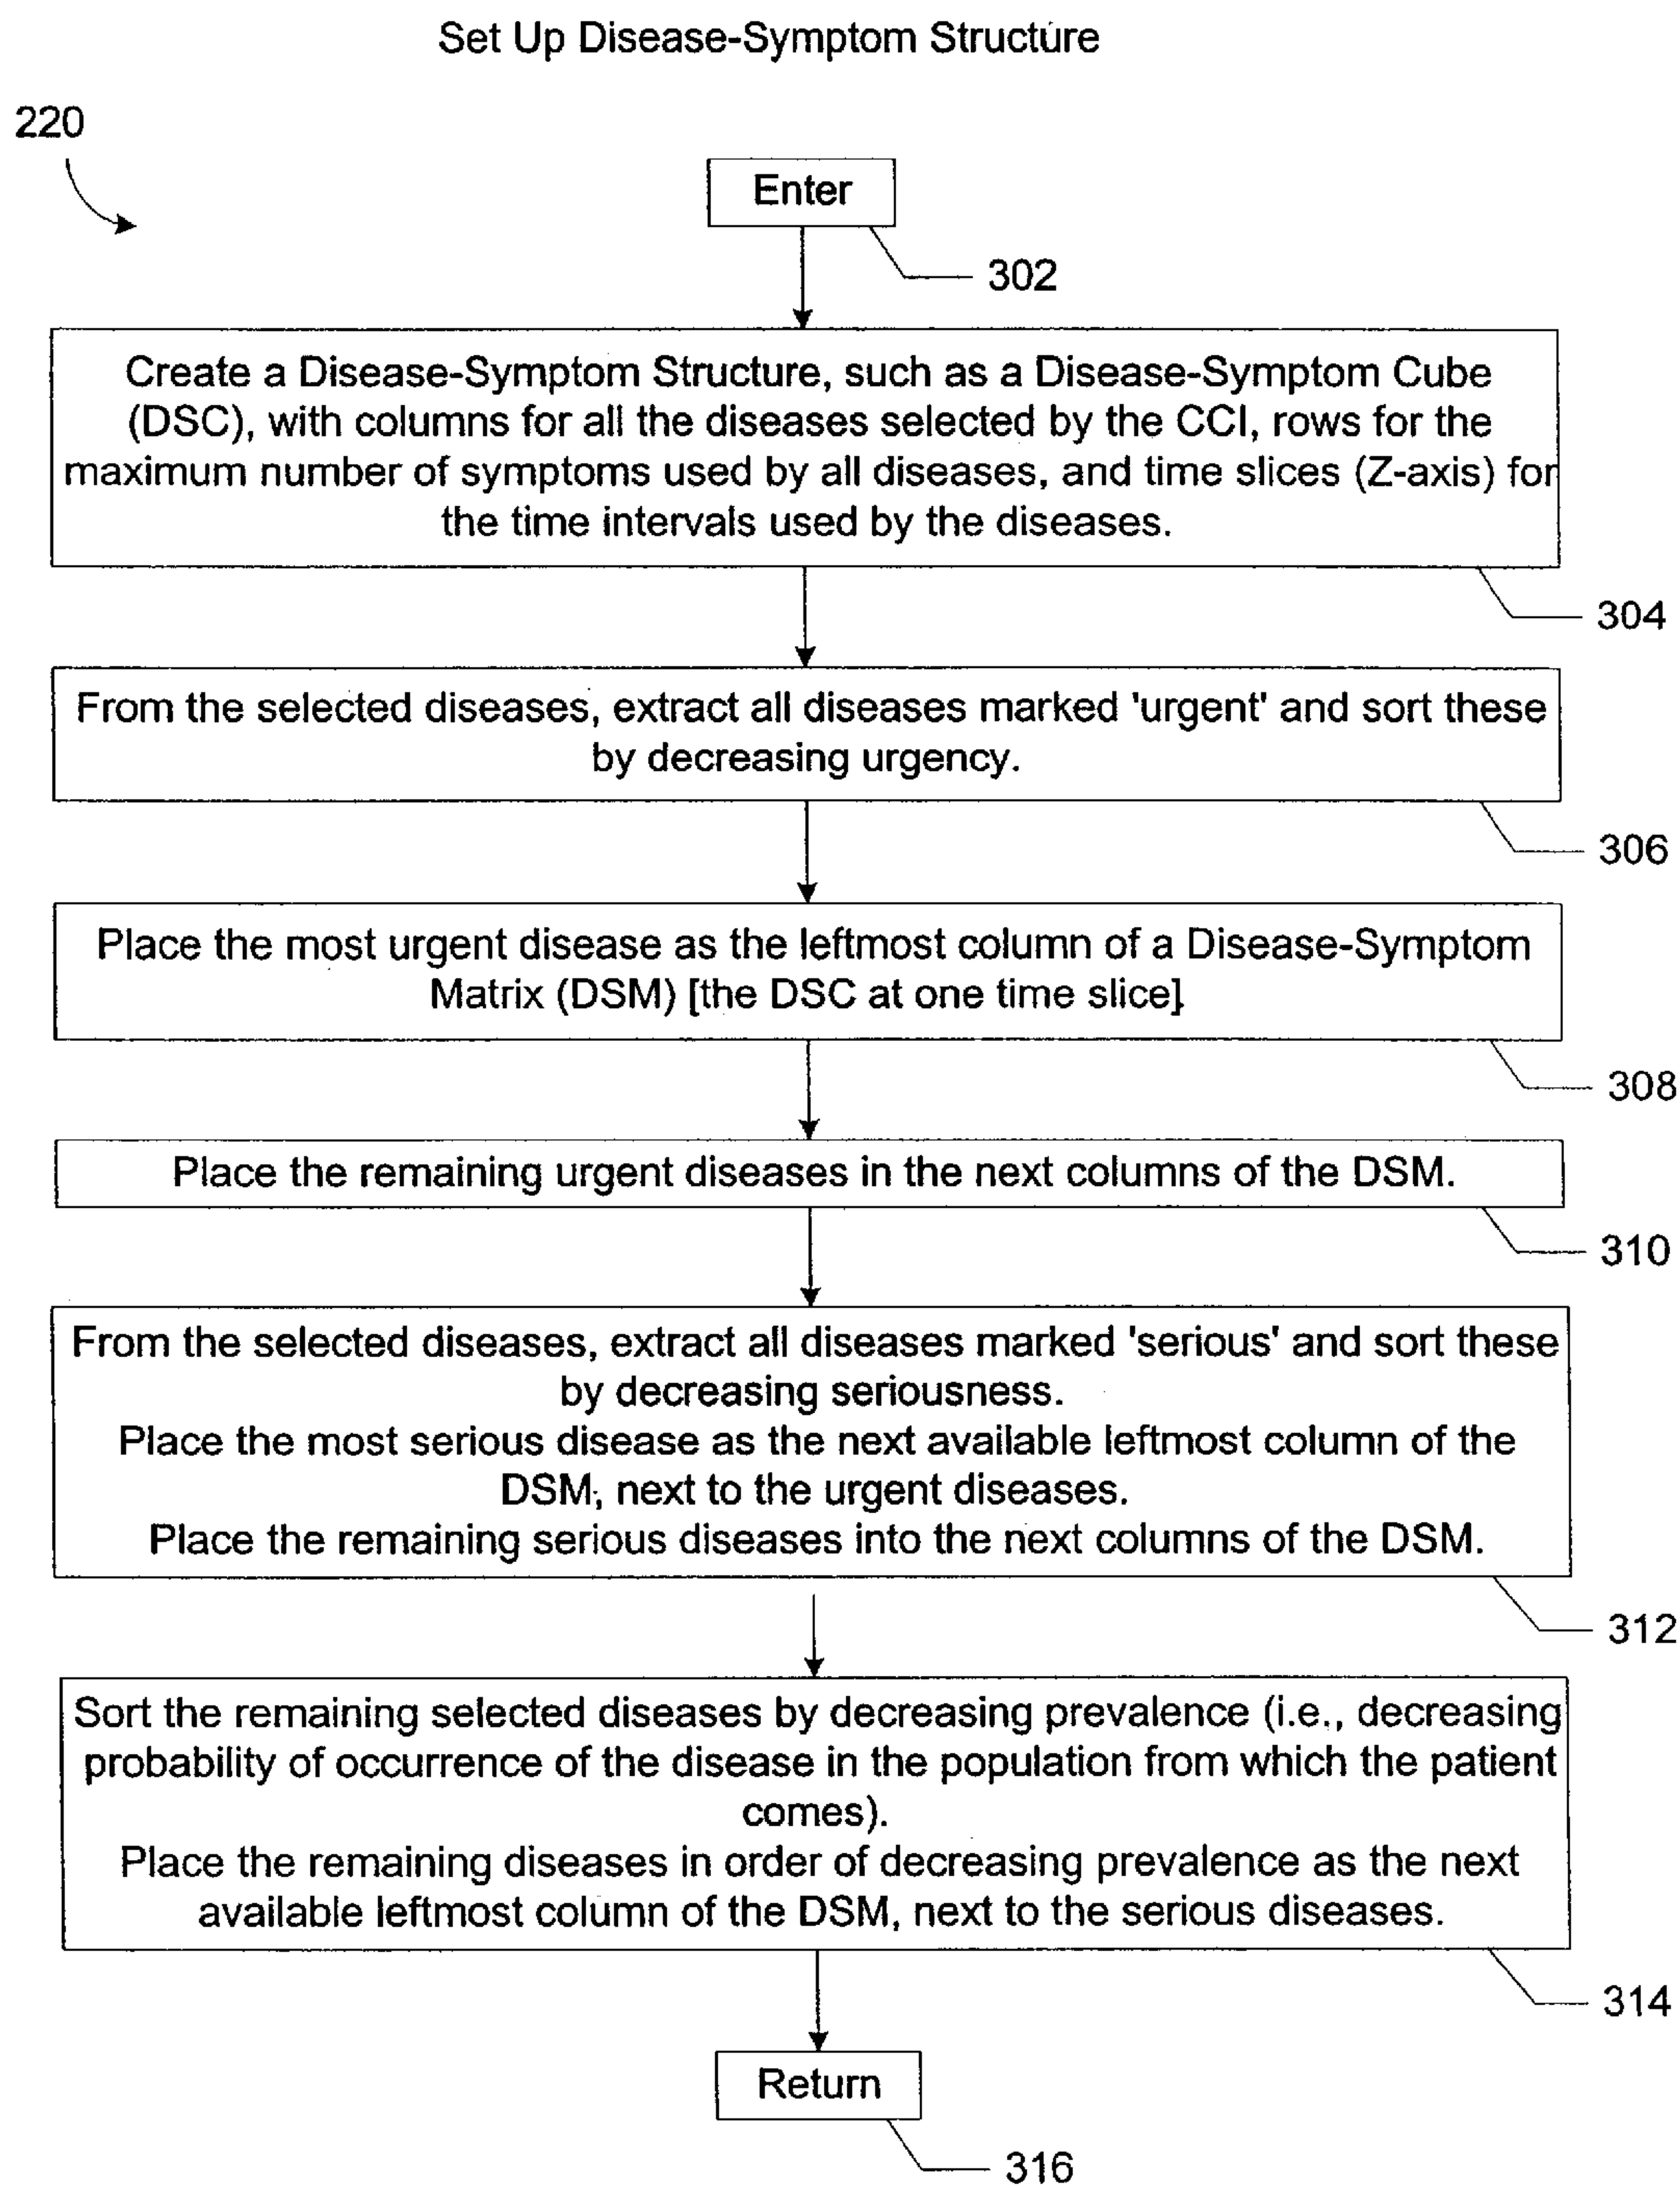 Set Up Disease-Symptom Structure
220
Enter
302
Create a Disease-Symptom Structure, such as a Disease-Symptom Cube
(DSC), with columns for all the diseases selected by the CCI, rows for the
maximum number of symptoms used by all diseases, and time slices (Z-axis) for
the time intervals used by the diseases.
304
From the selected diseases, extract all diseases marked 'urgent' and sort these
by decreasing urgency.
306
Place the most urgent disease as the leftmost column of a Disease-Symptom
Matrix (DSM) [the DSC at one time slice].
308
Place the remaining urgent diseases in the next columns of the DSM.
310
From the selected diseases, extract all diseases marked 'serious' and sort these
by decreasing seriousness.
Place the most serious disease as the next available leftmost column of the
DSM, next to the urgent diseases.
Place the remaining serious diseases into the next columns of the DSM.
312
Sort the remaining selected diseases by decreasing prevalence (i.e., decreasing
probability of occurrence of the disease in the population from which the patient
comes).
Place the remaining diseases in order of decreasing prevalence as the next
available leftmost column of the DSM, next to the serious diseases.
314
Return
316